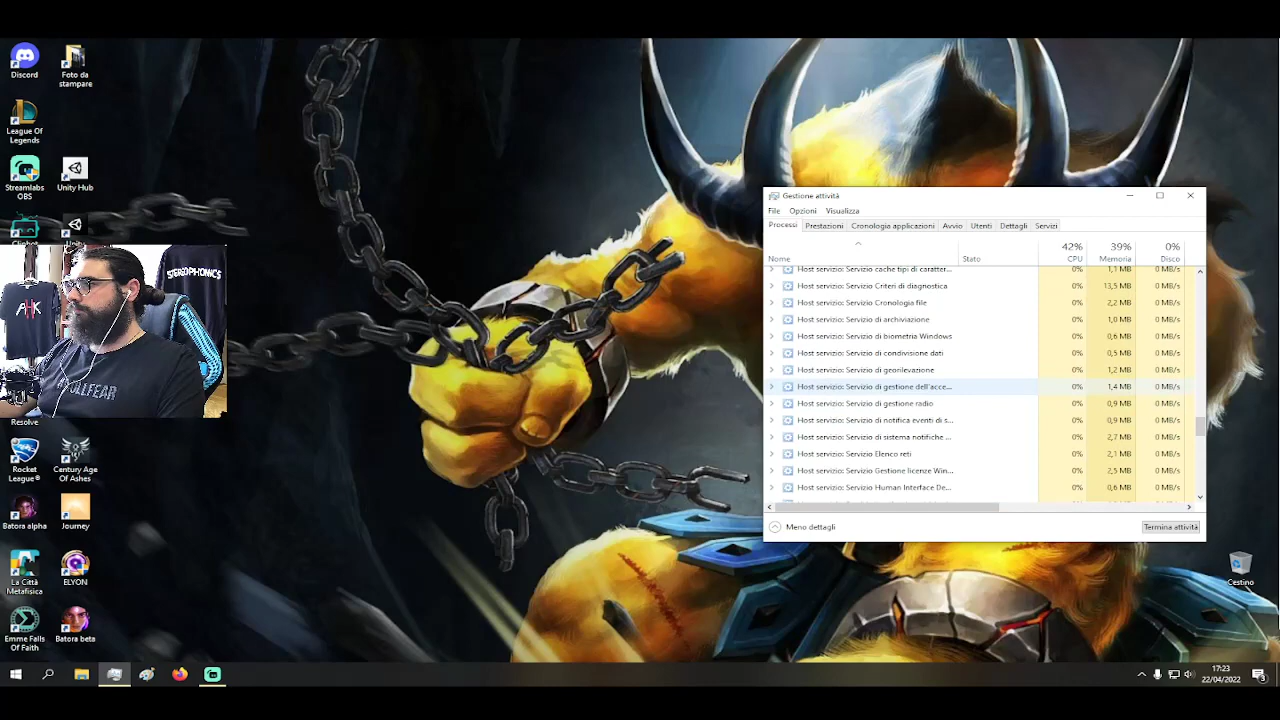 Discord
Foto da
stampare
League Of
Legends
Streamlabs
OBS
Unity Hub
STEREOPHONICS
Resolve
Rocket
League®
Century Age
Of Ashes
Batora alpha
Journey
La Città
Metafisica
ELYON
Emme Falls
Of Faith
Batora beta
Gestione attività
File Opzioni Visualizza
Processi Prestazioni Cronologia applicazioni Avvio Utenti Dettagli Servizi
42% 39% 0%
Nome Stato CPU Memoria Disco
Host servizio: Servizio cache tipi di caratter... 0% 1,1 MB 0 MB/s
Host servizio: Servizio Criteri di diagnostica 0% 13,5 MB 0 MB/s
Host servizio: Servizio Cronologia file 0% 2,2 MB 0 MB/s
Host servizio: Servizio di archiviazione 0% 1,0 MB 0 MB/s
Host servizio: Servizio di biometria Windows 0% 0,6 MB 0 MB/s
Host servizio: Servizio di condivisione dati 0% 0,5 MB 0 MB/s
Host servizio: Servizio di georilevazione 0% 1,2 MB 0 MB/s
Host servizio: Servizio di gestione dell'acce... 0% 1,4 MB 0 MB/s
Host servizio: Servizio di gestione radio 0% 0,9 MB 0 MB/s
Host servizio: Servizio di notifica eventi di s... 0% 0,9 MB 0 MB/s
Host servizio: Servizio di sistema notifiche ... 0% 2,7 MB 0 MB/s
Host servizio: Servizio Elenco reti 0% 2,1 MB 0 MB/s
Host servizio: Servizio Gestione licenze Win... 0% 2,5 MB 0 MB/s
Host servizio: Servizio Human Interface De... 0% 0,6 MB 0 MB/s
Meno dettagli Termina attività
Cestino
17:23
22/04/2022
3